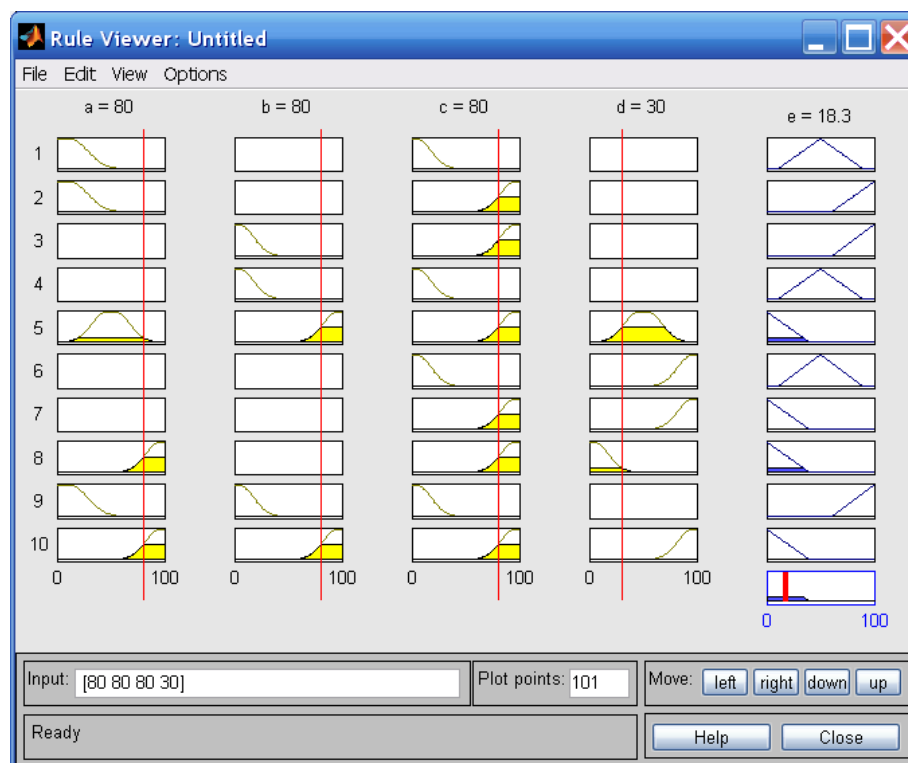 Rule Viewer: Untitled
File Edit View Options
a = 80 b = 80 c = 80 d = 30 e = 18.3
1
2
3
4
5
6
7
8
9
10
0 100 0 100 0 100 0 100
0 100
Input: [80 80 80 30] Plot points: 101 Move: left right down up
Ready Help Close